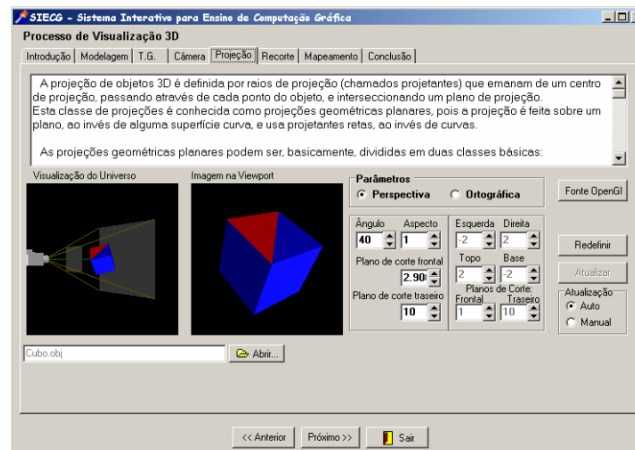 SIECG - Sistema Interativo para Ensino de Computação Gráfica
Processo de Visualização 3D
Introdução Modelagem T.G. Câmera Projeção Recorte Mapeamento Conclusão
A projeção de objetos 3D é definida por raios de projeção (chamados projetantes) que emanam de um centro
de projeção, passando através de cada ponto do objeto, e interseccionando um plano de projeção.
Esta classe de projeções é conhecida como projeções geométricas planares, pois a projeção é feita sobre um
plano, ao invés de alguma superfície curva, e usa projetantes retas, ao invés de curvas.
As projeções geométricas planares podem ser, basicamente, divididas em duas classes básicas:
Visualização do Universo Imagem na Viewport Parâmetros
Perspectiva Ortográfica Fonte OpenGl
Ângulo Aspecto Esquerda Direita
40 1 -2 2 Redefinir
Plano de corte frontal Topo Base
2.90 2 -2 Atualizar
Plano de corte traseiro Planos de Corte: Atualização
Frontal Traseiro Auto
10 1 10 Manual
Cubo.obj Abrir...
<< Anterior Próximo >> Sair